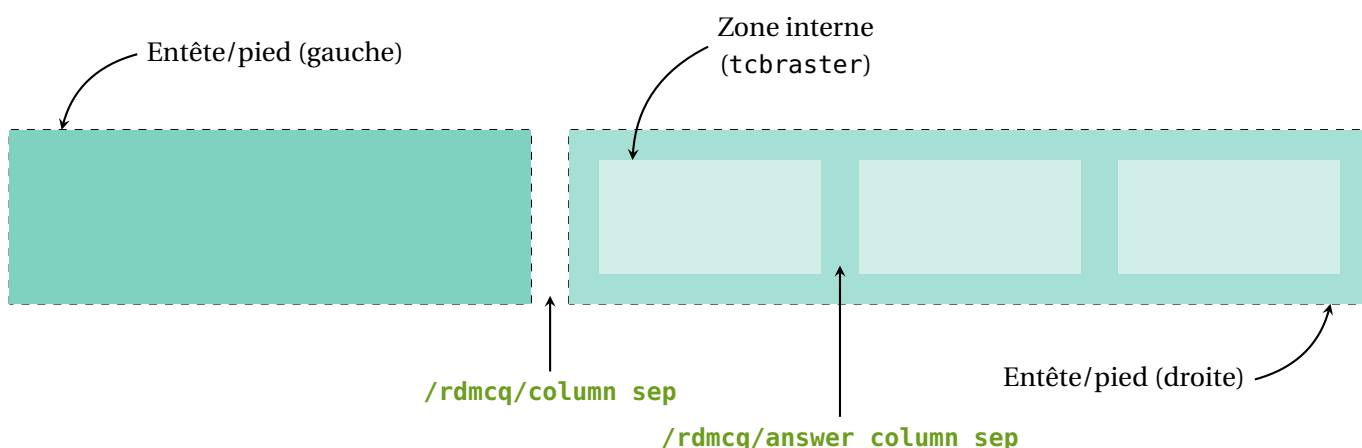 Zone interne
(tcbraster)
Entête/pied (gauche)
Entête/pied (droite)
/rdmcq/column sep
/rdmcq/answer column sep